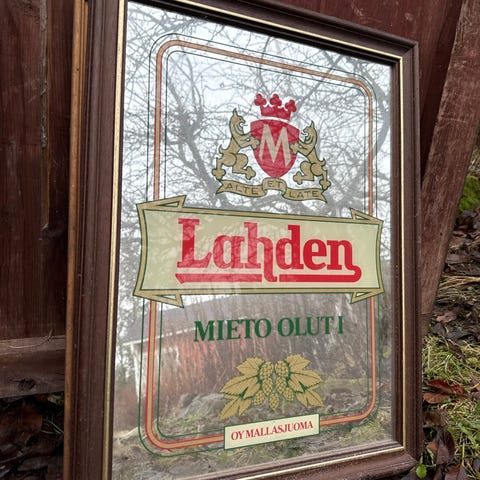 M
ALTE ET LATE
Lahden
MIETO OLUT I
OY MALLASJUOMA